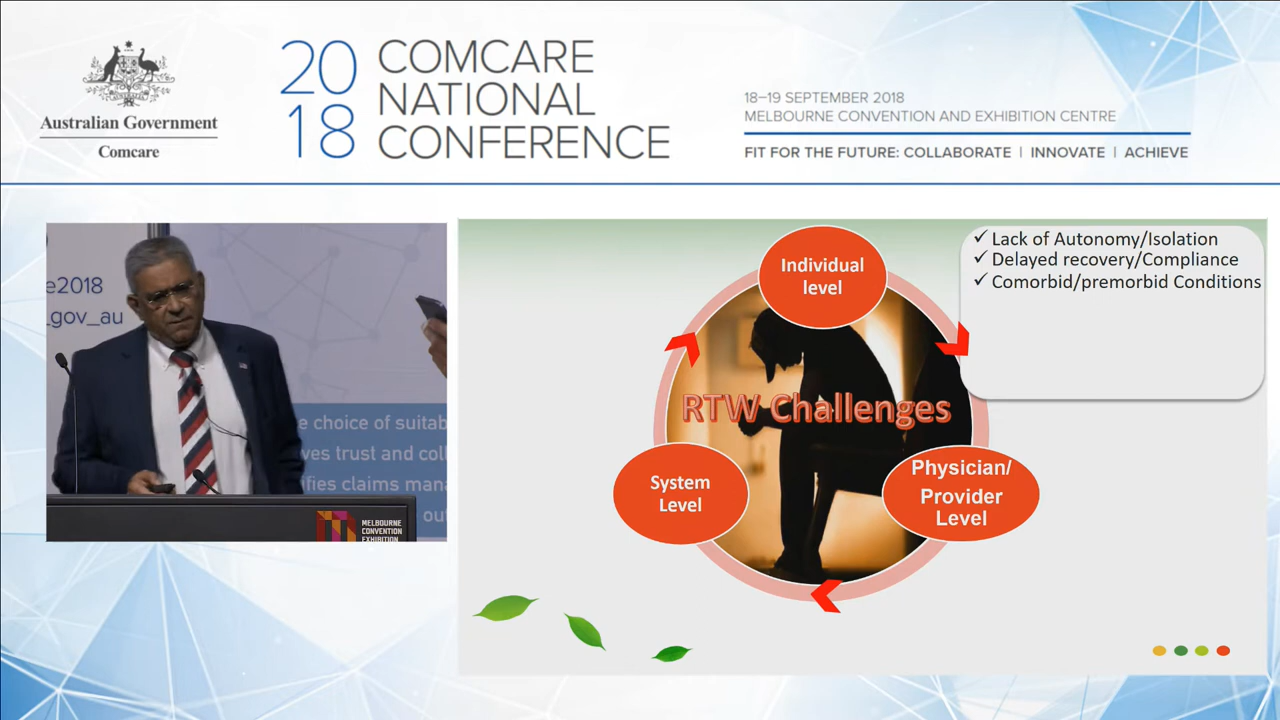 Australian Government
Comcare
20
18
COMCARE
NATIONAL
CONFERENCE
18–19 SEPTEMBER 2018
MELBOURNE CONVENTION AND EXHIBITION CENTRE
FIT FOR THE FUTURE: COLLABORATE | INNOVATE | ACHIEVE
e2018
_gov_au
e choice of suitab
ves trust and coll
ifies claims mana
out
MELBOURNE
CONVENTION
EXHIBITION
Individual
level
✓ Lack of Autonomy/Isolation
✓ Delayed recovery/Compliance
✓ Comorbid/premorbid Conditions
RTW Challenges
System
Level
Physician/
Provider
Level